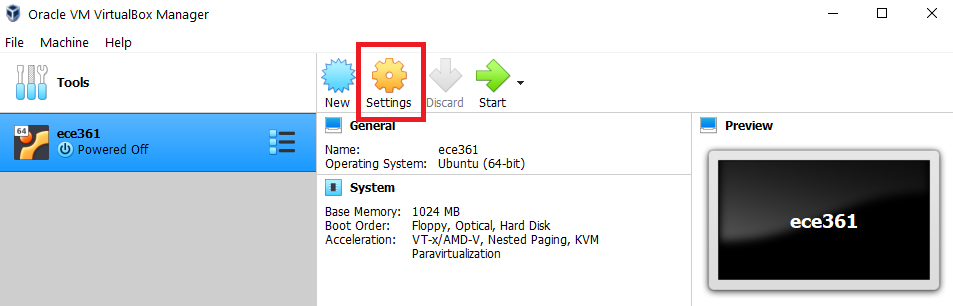 Oracle VM VirtualBox Manager
File Machine Help
Tools
New Settings Discard Start
64
ece361
Powered Off
General
Name: ece361
Operating System: Ubuntu (64-bit)
System
Base Memory: 1024 MB
Boot Order: Floppy, Optical, Hard Disk
Acceleration: VT-x/AMD-V, Nested Paging, KVM
Paravirtualization
Preview
ece361